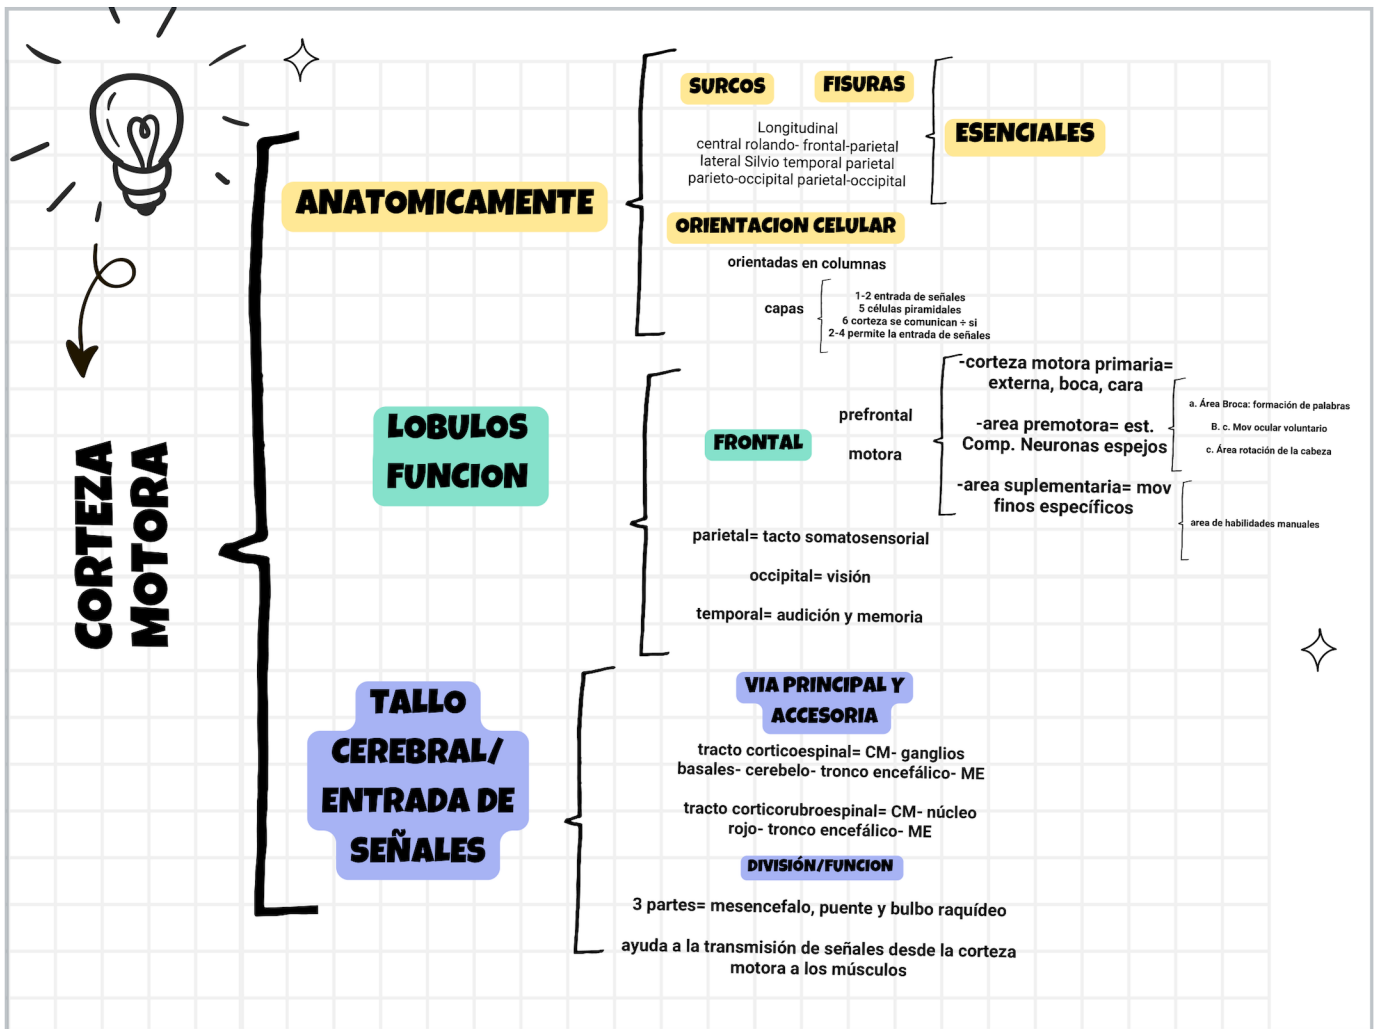 CORTEZA
MOTORA
ANATOMICAMENTE
SURCOS
FISURAS
Longitudinal
central rolando- frontal-parietal
lateral Silvio temporal parietal
parieto-occipital parietal-occipital
ESENCIALES
ORIENTACION CELULAR
orientadas en columnas
capas
1-2 entrada de señales
5 células piramidales
6 corteza se comunican ÷ si
2-4 permite la entrada de señales
LOBULOS
FUNCION
FRONTAL
prefrontal
motora
-corteza motora primaria=
externa, boca, cara
-area premotora= est.
Comp. Neuronas espejos
a. Área Broca: formación de palabras
B. c. Mov ocular voluntario
c. Área rotación de la cabeza
-area suplementaria= mov
finos específicos
area de habilidades manuales
parietal= tacto somatosensorial
occipital= visión
temporal= audición y memoria
TALLO
CEREBRAL/
ENTRADA DE
SEÑALES
VIA PRINCIPAL Y
ACCESORIA
tracto corticoespinal= CM- ganglios
basales- cerebelo- tronco encefálico- ME
tracto corticorubroespinal= CM- núcleo
rojo- tronco encefálico- ME
DIVISIÓN/FUNCION
3 partes= mesencefalo, puente y bulbo raquídeo
ayuda a la transmisión de señales desde la corteza
motora a los músculos